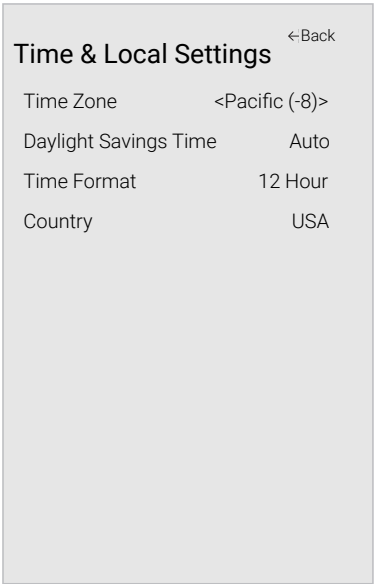 ←Back
Time & Local Settings
Time Zone <Pacific (-8)>
Daylight Savings Time Auto
Time Format 12 Hour
Country USA